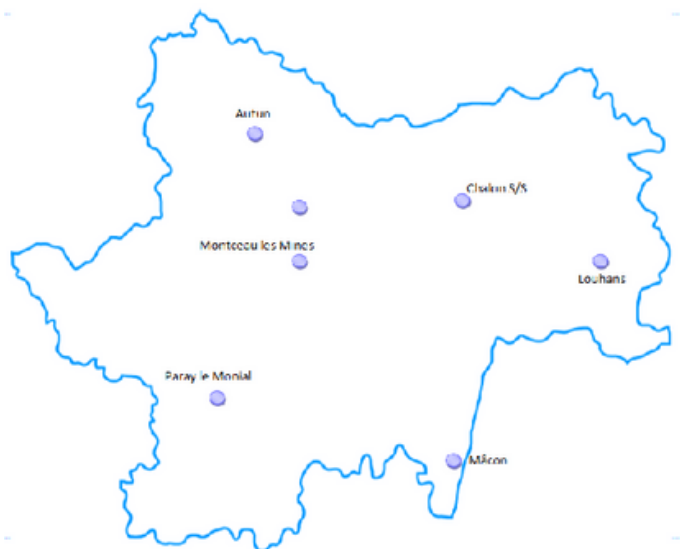 Autun
Chalon S/S
Montceau les Mines
Louhans
Paray le Monial
Mâcon